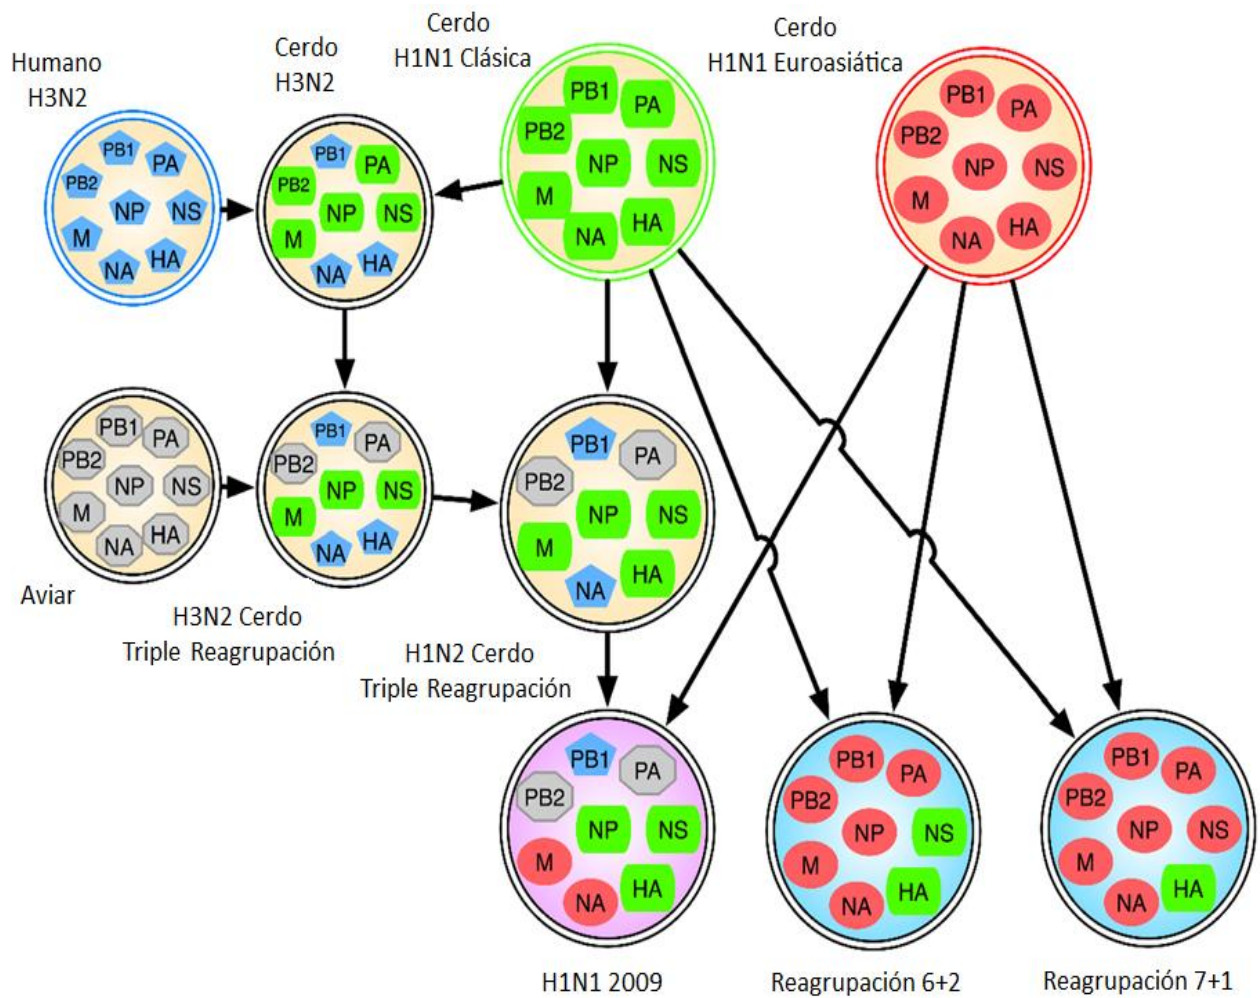 Humano
H3N2
Cerdo
H3N2
Cerdo
H1N1 Clásica
Cerdo
H1N1 Euroasiática
PB1
PA
PB2
NP
NS
M
HA
NA
PB1
PA
PB2
NP
NS
M
HA
NA
PB1
PA
PB2
NP
NS
M
HA
NA
PB1
PA
PB2
NP
NS
M
HA
NA
PB1
PA
PB2
NP
NS
M
HA
NA
Aviar
PB1
PA
PB2
NP
NS
M
HA
NA
H3N2 Cerdo
Triple Reagrupación
PB1
PA
PB2
NP
NS
M
HA
NA
H1N2 Cerdo
Triple Reagrupación
PB1
PA
PB2
NP
NS
M
HA
NA
H1N1 2009
PB1
PA
PB2
NP
NS
M
HA
NA
Reagrupación 6+2
PB1
PA
PB2
NP
NS
M
HA
NA
Reagrupación 7+1